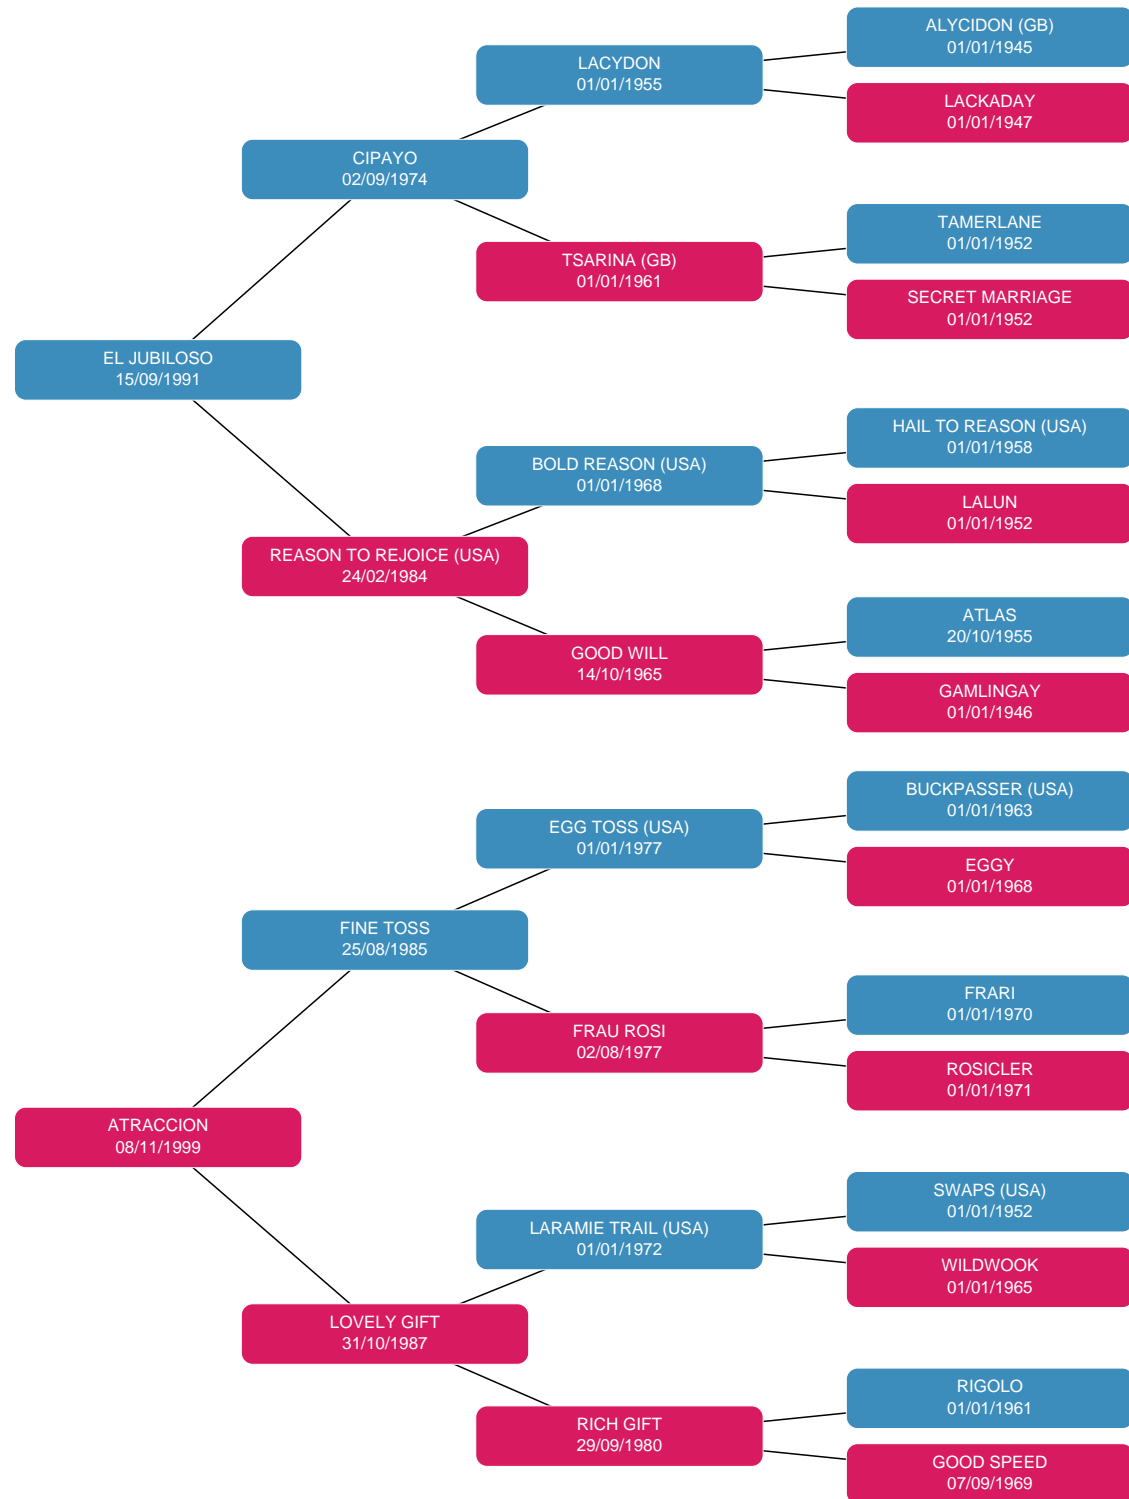 ALYCIDON (GB)
01/01/1945
LACYDON
01/01/1955
LACKADAY
01/01/1947
CIPAYO
02/09/1974
TAMERLANE
01/01/1952
TSARINA (GB)
01/01/1961
SECRET MARRIAGE
01/01/1952
EL JUBILOSO
15/09/1991
HAIL TO REASON (USA)
01/01/1958
BOLD REASON (USA)
01/01/1968
LALUN
01/01/1952
REASON TO REJOICE (USA)
24/02/1984
ATLAS
20/10/1955
GOOD WILL
14/10/1965
GAMLINGAY
01/01/1946
BUCKPASSER (USA)
01/01/1963
EGG TOSS (USA)
01/01/1977
EGGY
01/01/1968
FINE TOSS
25/08/1985
FRARI
01/01/1970
FRAU ROSI
02/08/1977
ROSICLER
01/01/1971
ATRACCION
08/11/1999
SWAPS (USA)
01/01/1952
LARAMIE TRAIL (USA)
01/01/1972
WILDWOOK
01/01/1965
LOVELY GIFT
31/10/1987
RIGOLO
01/01/1961
RICH GIFT
29/09/1980
GOOD SPEED
07/09/1969